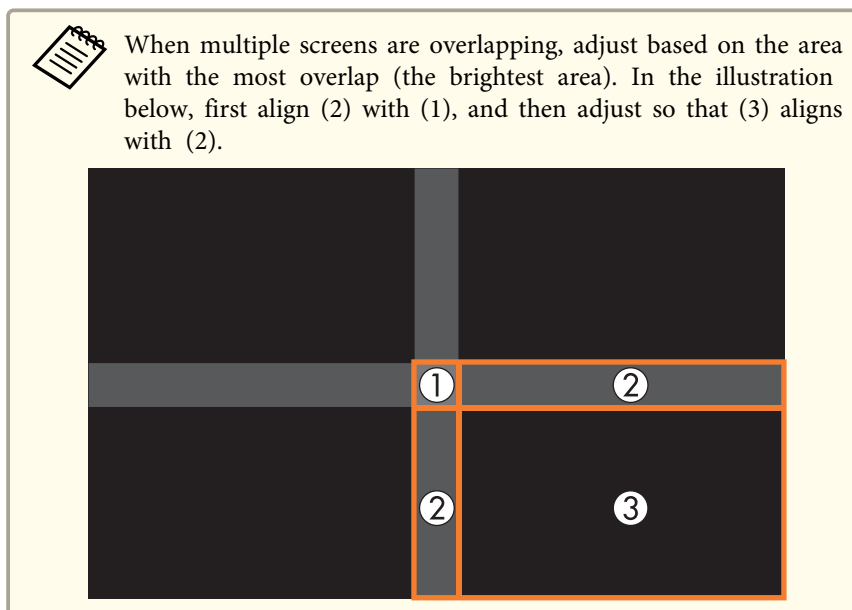 When multiple screens are overlapping, adjust based on the area
with the most overlap (the brightest area). In the illustration
below, first align (2) with (1), and then adjust so that (3) aligns
with (2).
1 2
2 3